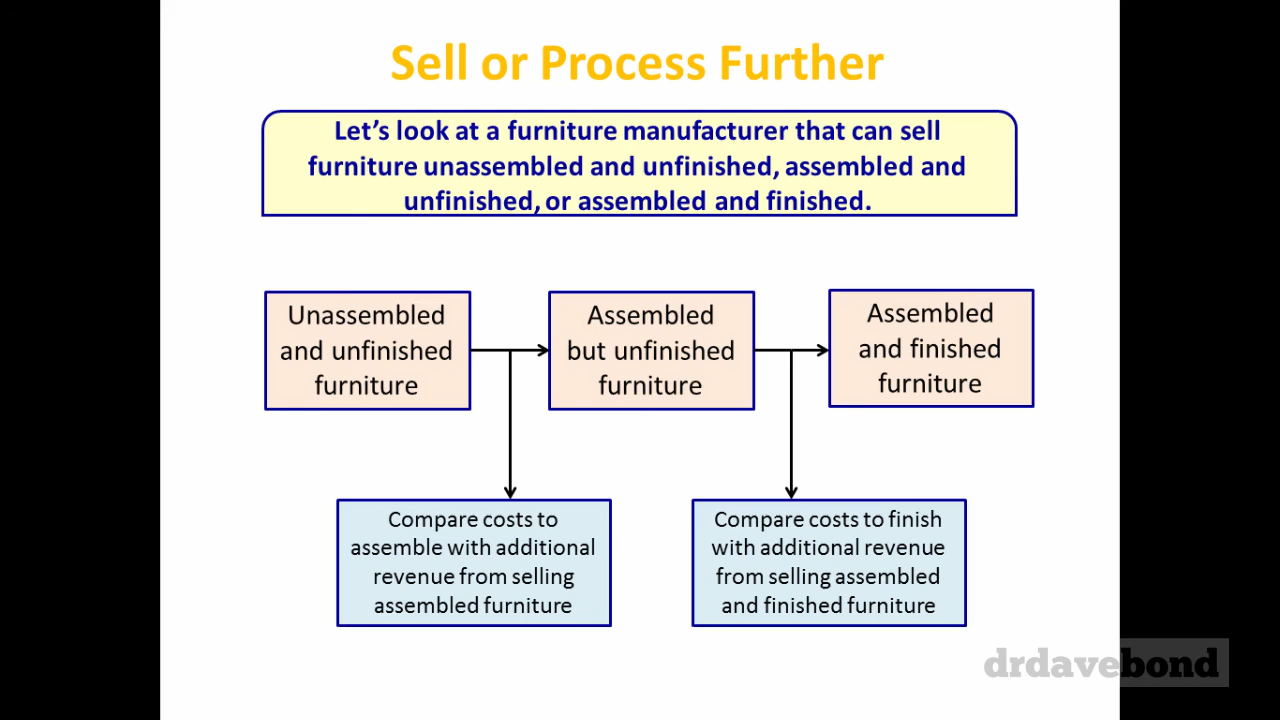 Sell or Process Further
Let’s look at a furniture manufacturer that can sell
furniture unassembled and unfinished, assembled and
unfinished, or assembled and finished.
Unassembled
and unfinished
furniture
Assembled
but unfinished
furniture
Assembled
and finished
furniture
Compare costs to
assemble with additional
revenue from selling
assembled furniture
Compare costs to finish
with additional revenue
from selling assembled
and finished furniture
drdavebond